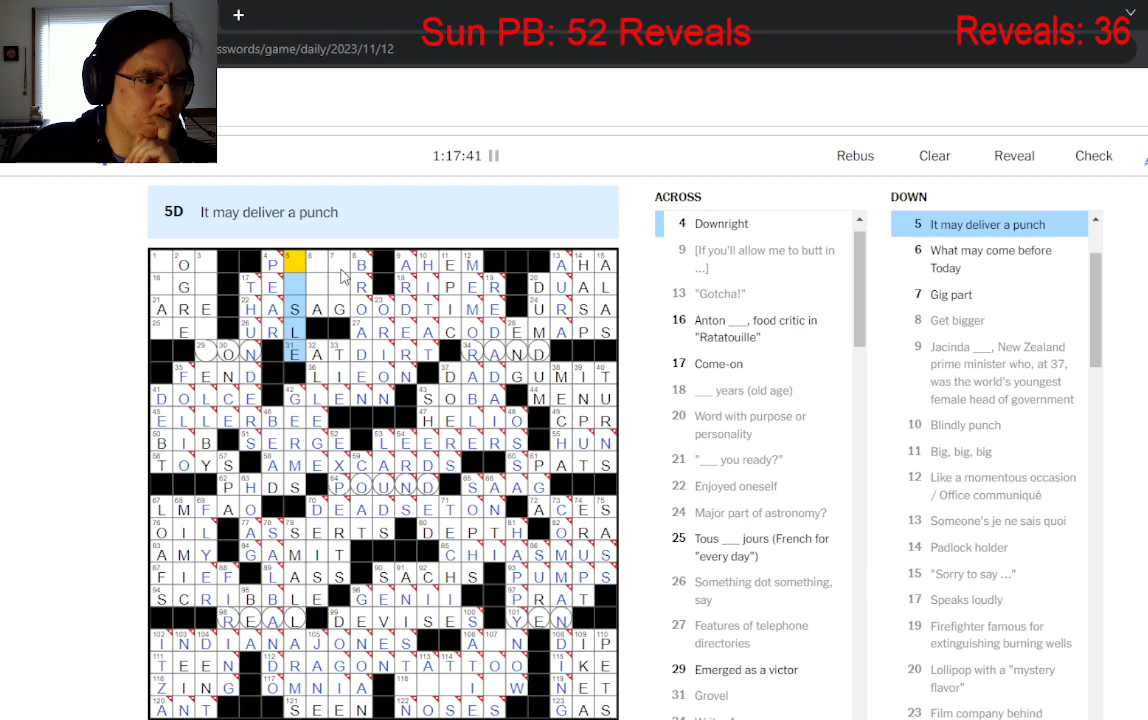 Sun PB: 52 Reveals
Reveals: 36
+
sswords/game/daily/2023/11/12
1:17:41
Rebus
Clear
Reveal
Check
5D It may deliver a punch
ACROSS
4 Downright
9 [If you'll allow me to butt in ...]
13 "Gotcha!"
16 Anton ___, food critic in "Ratatouille"
17 Come-on
18 ___ years (old age)
20 Word with purpose or personality
21 "___ you ready?"
22 Enjoyed oneself
24 Major part of astronomy?
25 Tous ___ jours (French for "every day")
26 Something dot something, say
27 Features of telephone directories
29 Emerged as a victor
31 Grovel
DOWN
5 It may deliver a punch
6 What may come before Today
7 Gig part
8 Get bigger
9 Jacinda ___, New Zealand prime minister who, at 37, was the world's youngest female head of government
10 Blindly punch
11 Big, big, big
12 Like a momentous occasion / Office communiqué
13 Someone's je ne sais quoi
14 Padlock holder
15 "Sorry to say ..."
17 Speaks loudly
19 Firefighter famous for extinguishing burning wells
20 Lollipop with a "mystery flavor"
23 Film company behind
O P B A H E M A H A
G T E R R I P E R D U A L
A R E H A S A G O O D T I M E U R S A
E U R L A R E A C O D E M A P S
O N E A T D I R T R A N D
F E N D L I E O N D A D G U M I T
D O L C E G L E N N S O B A M E N U
E L L E R B E E H E L I O C P R
B I B S E R G E L E E R E R S H U N
T O Y S A M E X C A R D S S P A T S
P H D S P O U N D S A A G
L M F A O D E A D S E T O N A C E S
O I L A S S E R T S D E P T H O R A
A M Y G A M I T C H I A S M U S
F I E F L A S S S A C H S P U M P S
S C R I B B L E G E N I I P R A T
R E A L D E V I S E S Y E N
I N D I A N A J O N E S A N D I P
T E E N D R A G O N T A T T O O I K E
Z I N G O M N I A I W N E T
A N T S E E N N O S E S G A S